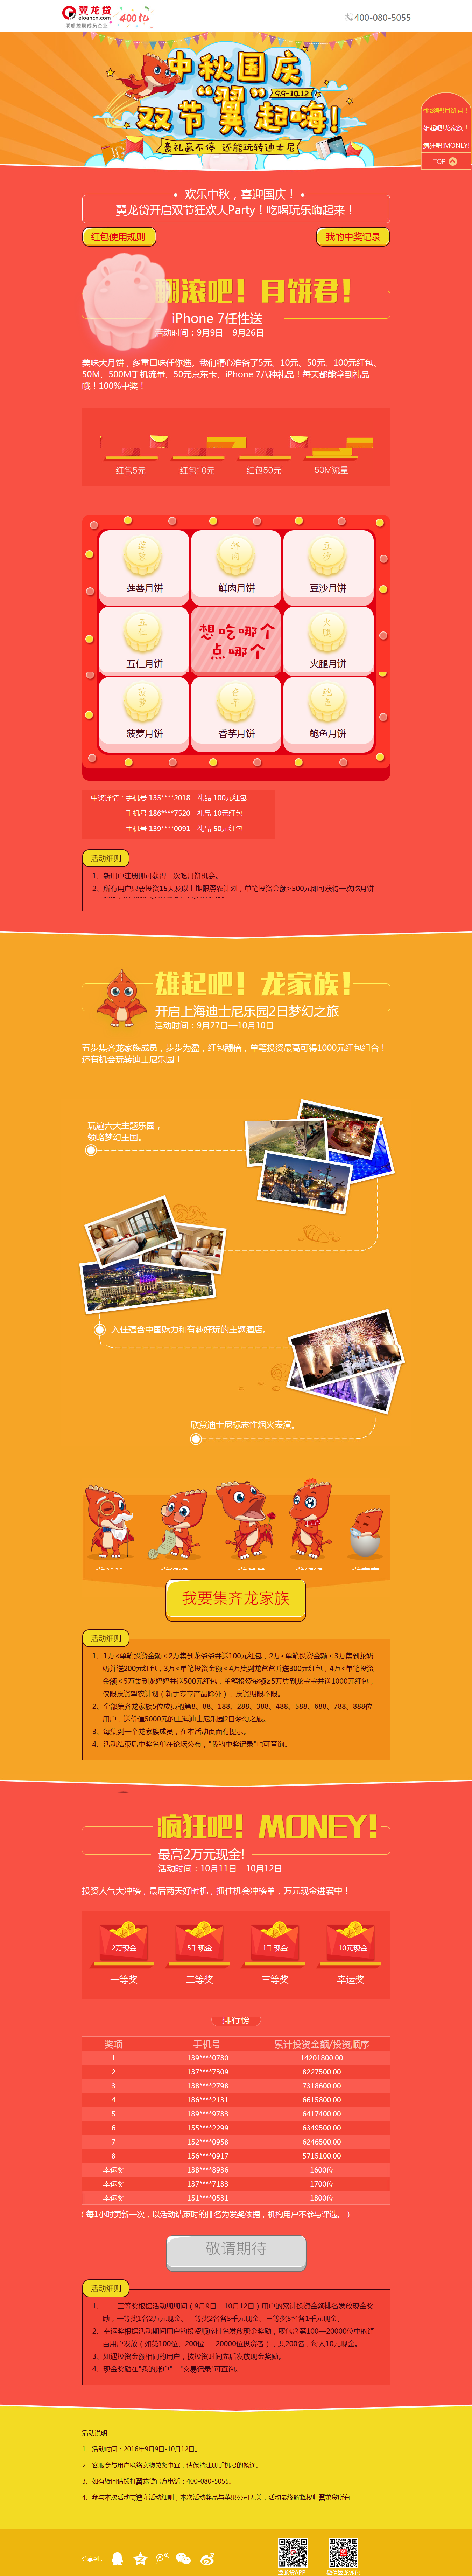 翼龙贷
eloancn.com
联想控股成员企业
400亿
400-080-5055
中秋国庆
9.9-10.12
双节"翼"起嗨！
豪礼赢不停 还能玩转迪士尼
翻滚吧!月饼君！
雄起吧!龙家族！
疯狂吧!MONEY!
TOP
欢乐中秋，喜迎国庆！
翼龙贷开启双节狂欢大Party！吃喝玩乐嗨起来！
红包使用规则
我的中奖记录
翻滚吧！月饼君！
iPhone 7任性送
活动时间：9月9日—9月26日
美味大月饼，多重口味任你选。我们精心准备了5元、10元、50元、100元红包、
50M、500M手机流量、50元京东卡、iPhone 7八种礼品！每天都能拿到礼品
哦！100%中奖！
红包5元
红包10元
红包50元
50M流量
莲蓉
鲜肉
豆沙
莲蓉月饼
鲜肉月饼
豆沙月饼
五仁
想吃哪个
点哪个
火腿
五仁月饼
火腿月饼
菠萝
香芋
鲍鱼
菠萝月饼
香芋月饼
鲍鱼月饼
中奖详情：手机号 135****2018 礼品 100元红包
手机号 186****7520 礼品 10元红包
手机号 139****0091 礼品 50元红包
活动细则
1、新用户注册即可获得一次吃月饼机会。
2、所有用户只要投资15天及以上期限翼农计划，单笔投资金额≥500元即可获得一次吃月饼
雄起吧！龙家族！
开启上海迪士尼乐园2日梦幻之旅
活动时间：9月27日—10月10日
五步集齐龙家族成员，步步为盈，红包翻倍，单笔投资最高可得1000元红包组合！
还有机会玩转迪士尼乐园！
玩遍六大主题乐园，
领略梦幻王国。
入住蕴含中国魅力和有趣好玩的主题酒店。
欣赏迪士尼标志性烟火表演。
我要集齐龙家族
活动细则
1、1万≤单笔投资金额＜2万集到龙爷爷并送100元红包，2万≤单笔投资金额＜3万集到龙奶
奶并送200元红包，3万≤单笔投资金额＜4万集到龙爸爸并送300元红包，4万≤单笔投资
金额＜5万集到龙妈妈并送500元红包，单笔投资金额≥5万集到龙宝宝并送1000元红包，
仅限投资翼农计划（新手专享产品除外），投资期限不限。
2、全部集齐龙家族5位成员的第8、88、188、288、388、488、588、688、788、888位
用户，送价值5000元的上海迪士尼乐园2日梦幻之旅。
3、每集到一个龙家族成员，在本活动页面有提示。
4、活动结束后中奖名单在论坛公布，"我的中奖记录"也可查询。
疯狂吧！MONEY！
最高2万元现金!
活动时间：10月11日—10月12日
投资人气大冲榜，最后两天好时机，抓住机会冲榜单，万元现金进囊中！
2万现金
5千现金
1千现金
10元现金
一等奖
二等奖
三等奖
幸运奖
排行榜
奖项 手机号 累计投资金额/投资顺序
1 139****0780 14201800.00
2 137****7309 8227500.00
3 138****2798 7318600.00
4 186****2131 6615800.00
5 189****9783 6417400.00
6 155****2299 6349500.00
7 152****0958 6246500.00
8 156****0917 5715100.00
幸运奖 138****8936 1600位
幸运奖 137****7183 1700位
幸运奖 151****0531 1800位
（每1小时更新一次，以活动结束时的排名为发奖依据，机构用户不参与评选。）
敬请期待
活动细则
1、一二三等奖根据活动期期间（9月9日—10月12日）用户的累计投资金额排名发放现金奖
励，一等奖1名2万元现金、二等奖2名各5千元现金、三等奖5名各1千元现金。
2、幸运奖根据活动期间用户的投资顺序排名发放现金奖励，取包含第100—20000位中的逢
百用户发放（如第100位、200位......20000位投资者），共200名，每人10元现金。
3、如遇投资金额相同的用户，按投资时间先后发放现金奖励。
4、现金奖励在"我的账户"—"交易记录"可查询。
活动说明：
1、活动时间：2016年9月9日-10月12日。
2、客服会与用户联络实物兑奖事宜，请保持注册手机号的畅通。
3、如有疑问请拨打翼龙贷官方电话：400-080-5055。
4、参与本次活动需遵守活动细则，本次活动奖品与苹果公司无关，活动最终解释权归翼龙贷所有。
分享到：
翼龙贷APP
微信翼龙钱包